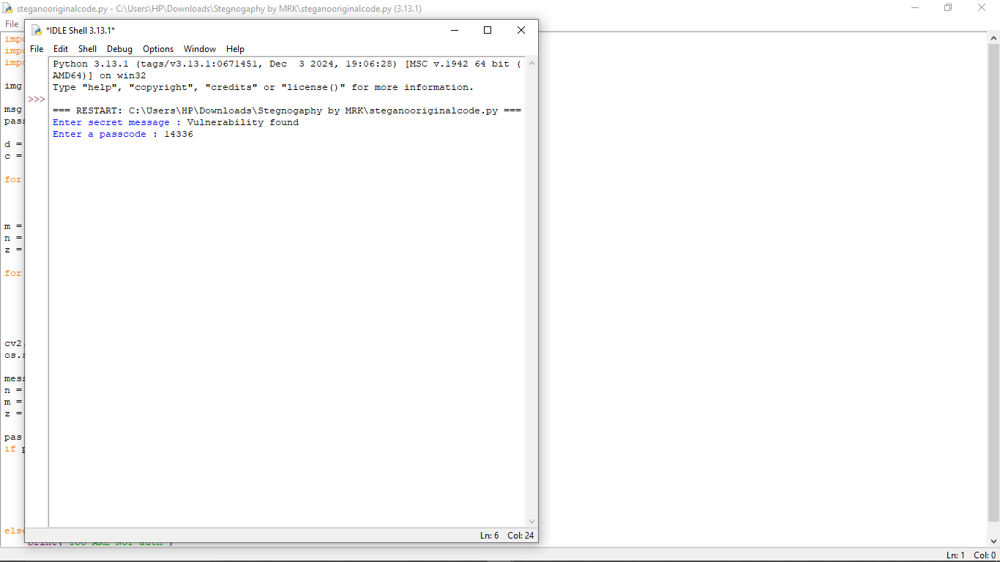 steganooriginalcode.py - C:\Users\HP\Downloads\Stegnogaphy by MRK\steganooriginalcode.py (3.13.1)
File
*IDLE Shell 3.13.1*
File Edit Shell Debug Options Window Help
Python 3.13.1 (tags/v3.13.1:0671451, Dec  3 2024, 19:06:28) [MSC v.1942 64 bit (
AMD64)] on win32
Type "help", "copyright", "credits" or "license()" for more information.
>>>
=== RESTART: C:\Users\HP\Downloads\Stegnogaphy by MRK\steganooriginalcode.py ===
Enter secret message : Vulnerability found
Enter a passcode : 14336
impo
impo
impo
img
msg
pass
d =
c =
for
m =
n =
z =
for
cv2.
os.s
mess
n =
m =
z =
pas
if p
else
Ln: 6 Col: 24
Ln: 1 Col: 0